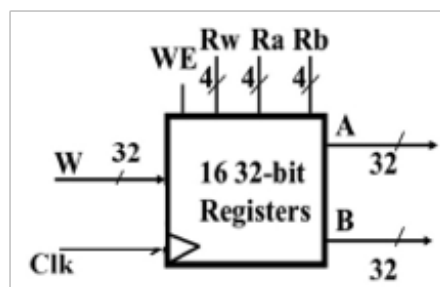 WE Rw Ra Rb
4 4 4
W 32
16 32-bit
Registers
A
32
B
32
Clk